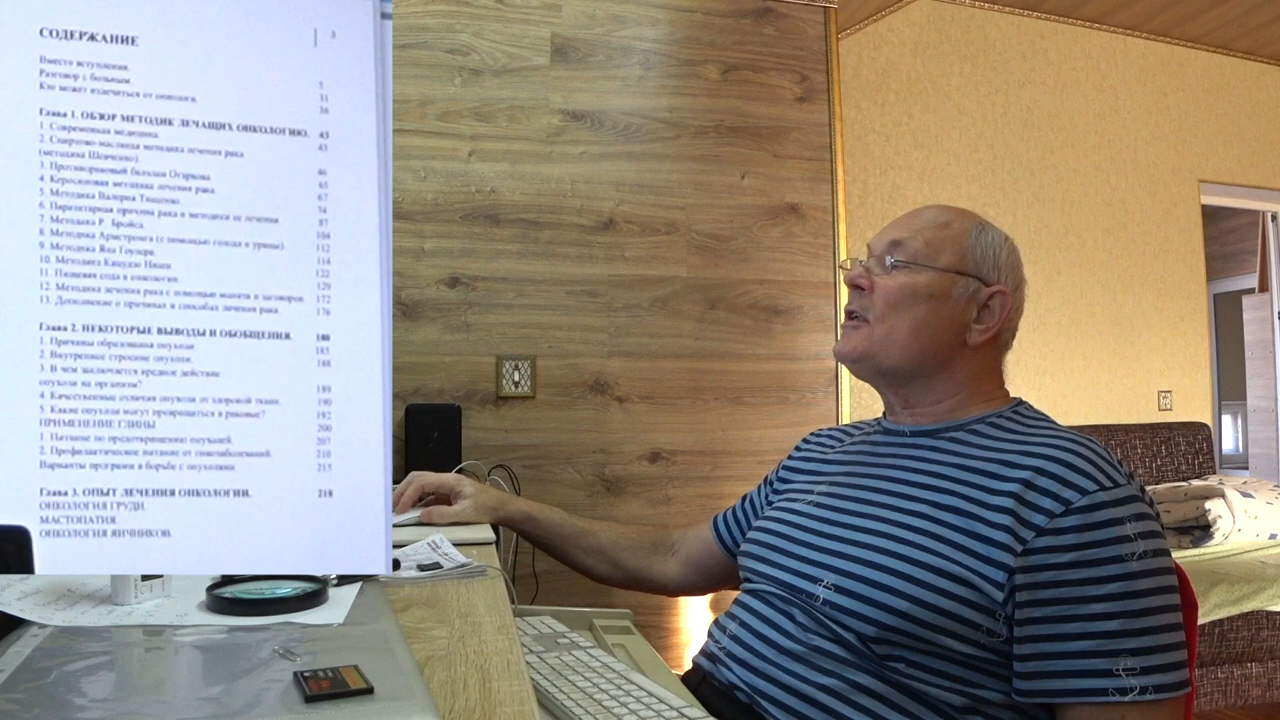 СОДЕРЖАНИЕ
3
Вместо вступления.
Разговор с больным. 5
Кто может излечиться от онкологи. 31
36
Глава 1. ОБЗОР МЕТОДИК ЛЕЧАЩИХ ОНКОЛОГИЮ. 43
1. Современная медицина. 43
2. Спиртово-масляная методика лечения рака
(методика Шевченко). 46
3. Противораковый бальзам Огаркова. 65
4. Керосиновая методика лечения рака. 67
5. Методика Валерия Тищенко. 74
6. Паразитарная причина рака и методики ее лечения. 87
7. Методика Р. Бройса. 104
8. Методика Армстронга (с помощью голода и урины). 112
9. Методика Яна Гоулера. 114
10. Методика Кацудзо Ниши. 122
11. Пищевая сода в онкологии. 129
12. Методика лечения рака с помощью молитв и заговоров. 172
13. Дополнение о причинах и способах лечения рака. 176
Глава 2. НЕКОТОРЫЕ ВЫВОДЫ И ОБОБЩЕНИЯ. 180
1. Причины образования опухоли. 185
2. Внутреннее строение опухоли. 188
3. В чем заключается вредное действие
опухоли на организм? 189
4. Качественные отличия опухоли от здоровой ткани. 190
5. Какие опухоли могут превращаться в раковые? 192
ПРИМЕНЕНИЕ ГЛИНЫ 200
1. Питание по предотвращению опухолей. 207
2. Профилактическое питание от онкозаболеваний. 210
Варианты программ в борьбе с опухолями 215
Глава 3. ОПЫТ ЛЕЧЕНИЯ ОНКОЛОГИИ. 218
ОНКОЛОГИЯ ГРУДИ.
МАСТОПАТИЯ.
ОНКОЛОГИЯ ЯИЧНИКОВ.